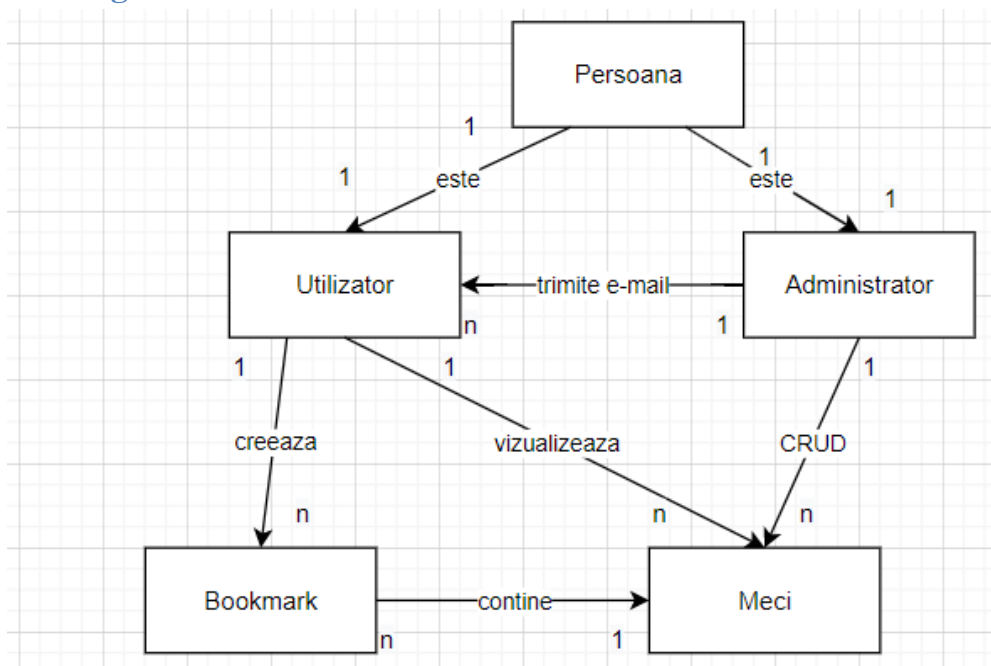 Persoana
1
1
1
este
este
1
Utilizator
trimite e-mail
Administrator
n
1
1
1
1
creeaza
vizualizeaza
CRUD
n
n
n
Bookmark
contine
Meci
n
1